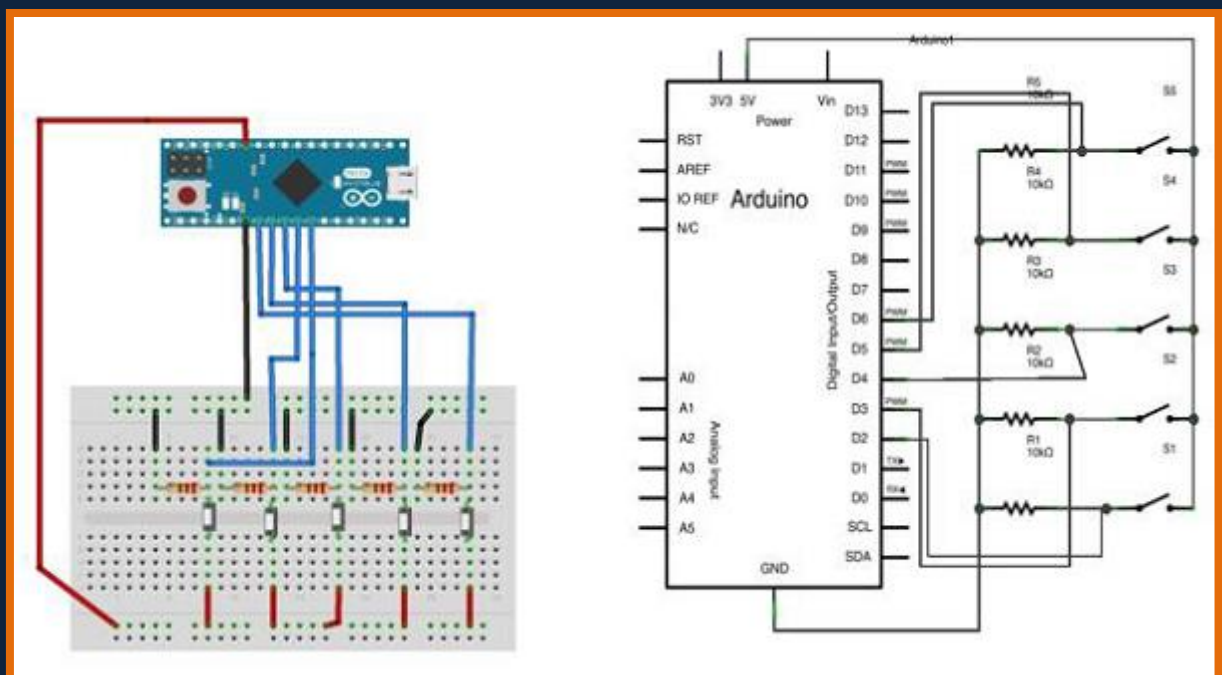 Arduino1
3V3 5V Vin
Power
RST
AREF
IO REF
N/C
Arduino
A0
A1
A2
A3
A4
A5
Analog Input
D13
D12
D11
PWM
D10
PWM
D9
PWM
D8
D7
D6
PWM
D5
PWM
D4
D3
PWM
D2
D1
TX
D0
RX
SCL
SDA
Digital Input/Output
GND
R5
10kΩ
S5
R4
10kΩ
S4
R3
10kΩ
S3
R2
10kΩ
S2
R1
10kΩ
S1